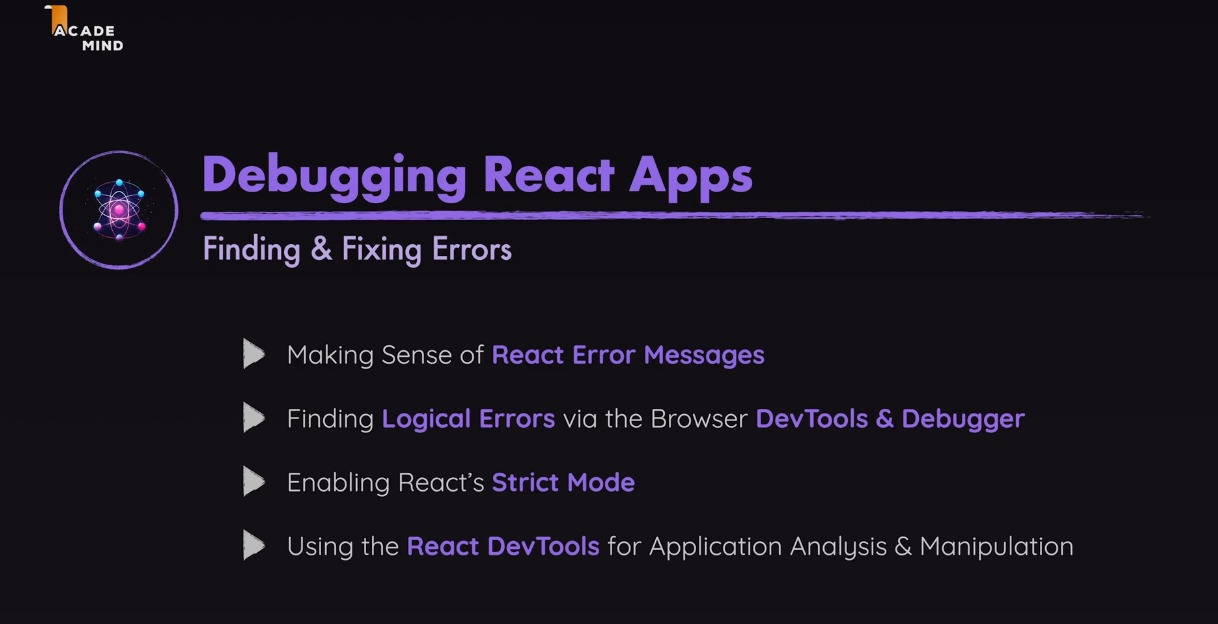 ACADE
MIND
Debugging React Apps
Finding & Fixing Errors
Making Sense of React Error Messages
Finding Logical Errors via the Browser DevTools & Debugger
Enabling React’s Strict Mode
Using the React DevTools for Application Analysis & Manipulation